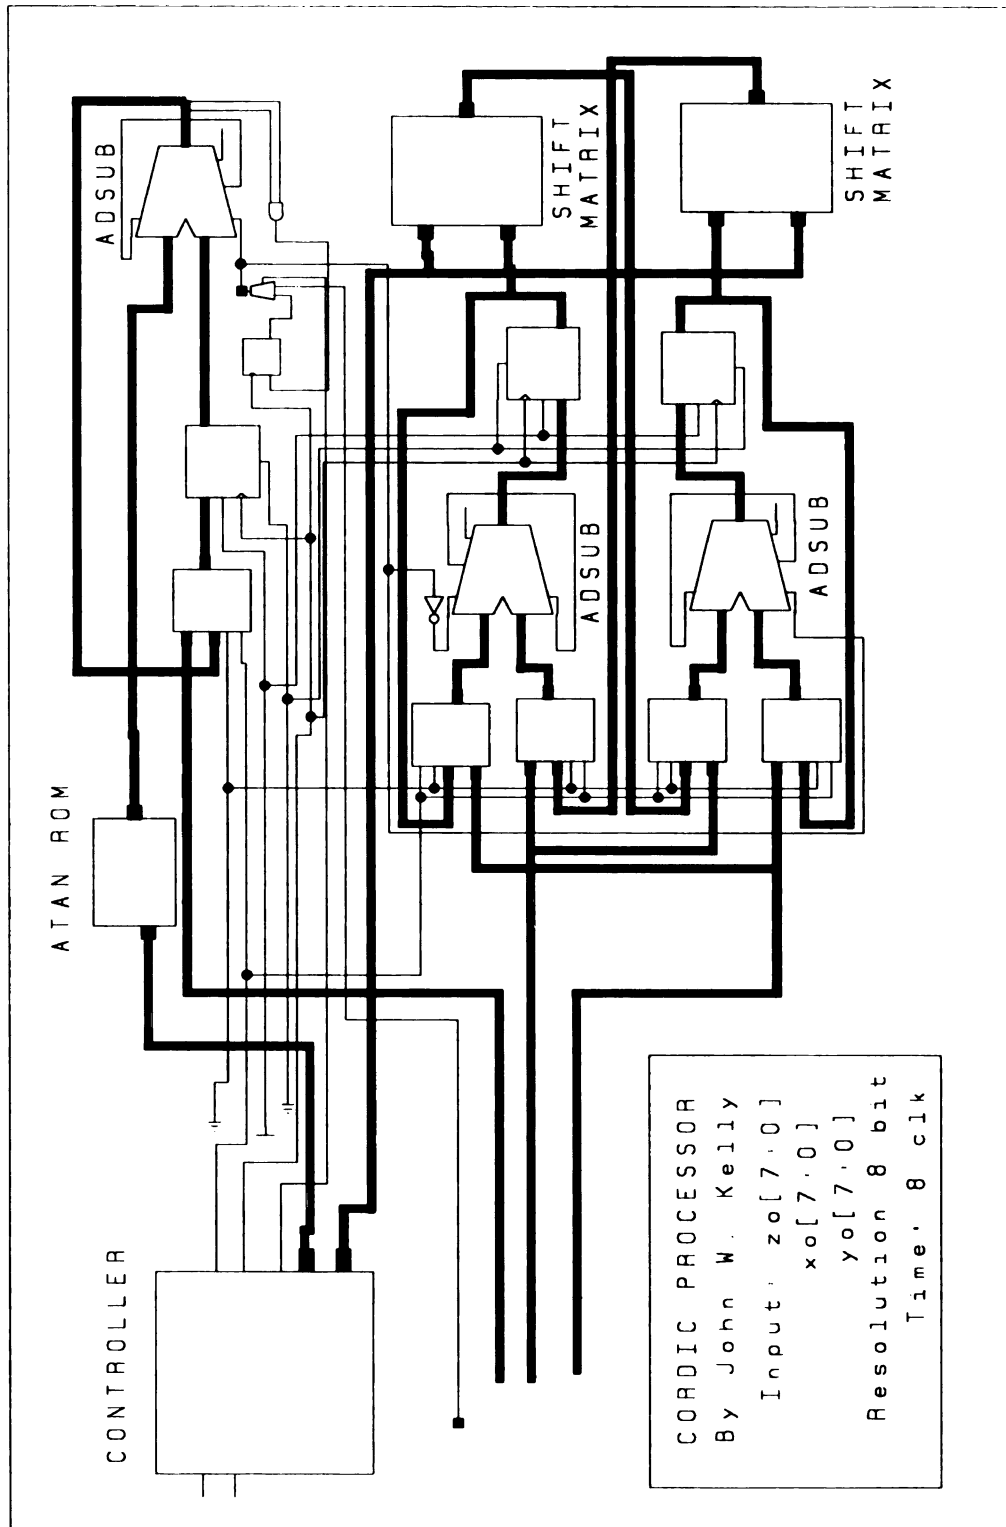 CONTROLLER
ATAN ROM
ADSUB
SHIFT
MATRIX
SHIFT
MATRIX
ADSUB
ADSUB
CORDIC PROCESSOR
By John W. Kelly
Input: zo[7:0]
xo[7:0]
yo[7:0]
Resolution 8 bit
Time: 8 clk